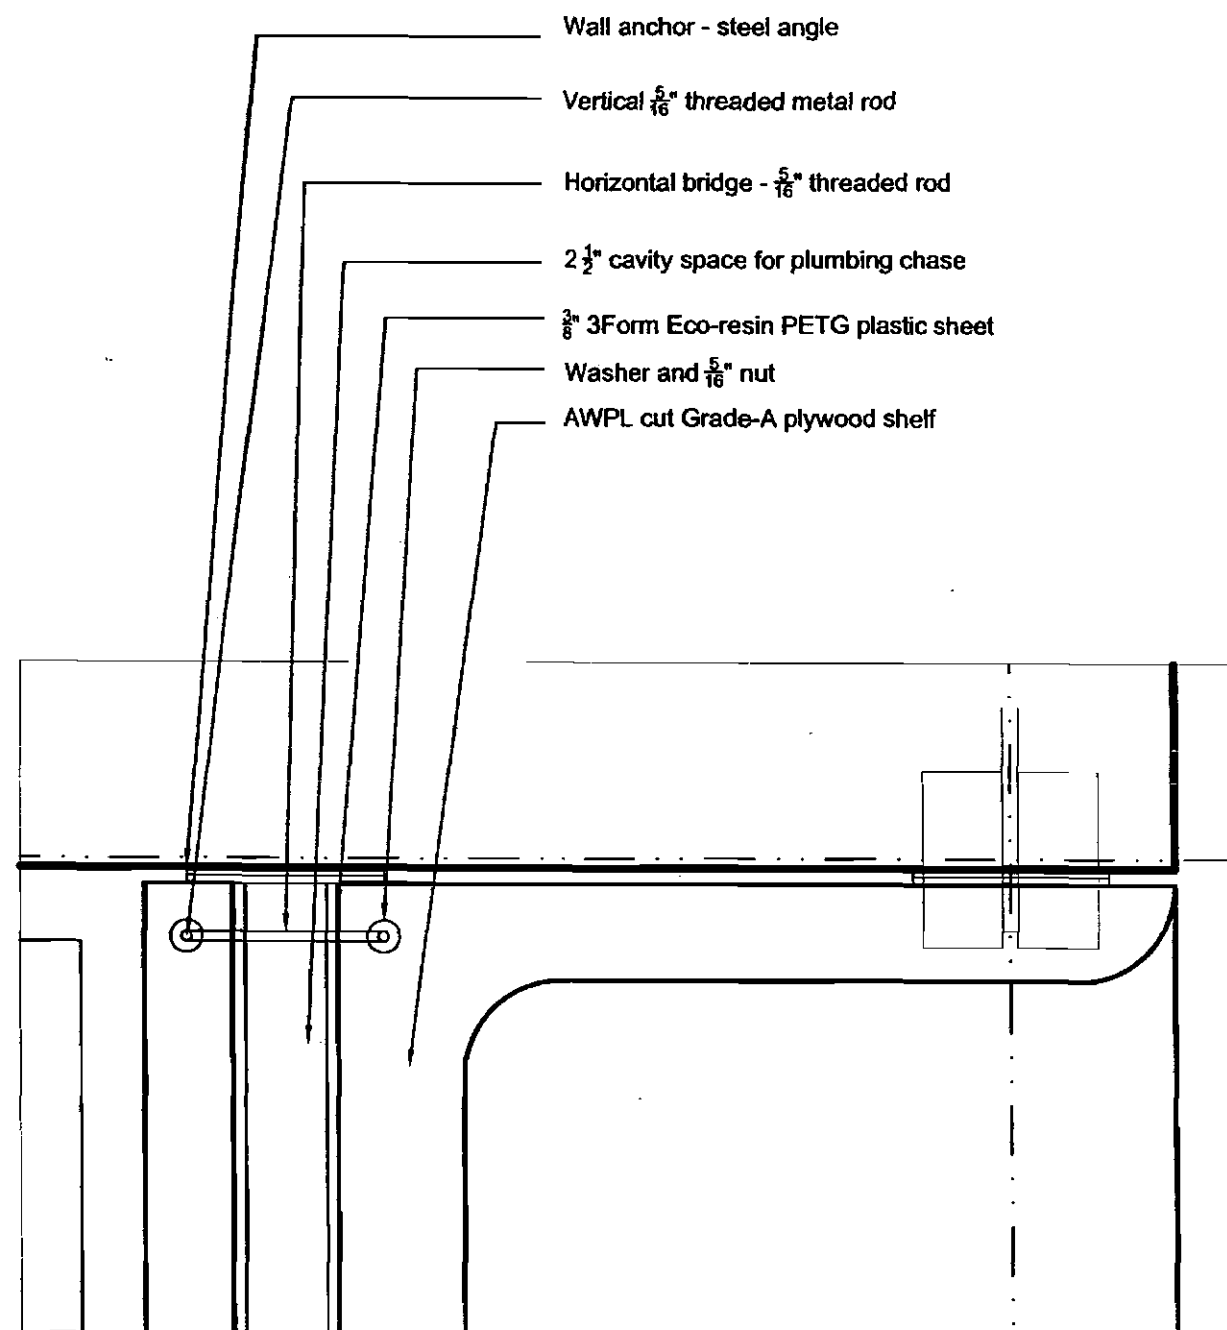 Wall anchor - steel angle
Vertical 5/16" threaded metal rod
Horizontal bridge - 5/16" threaded rod
2 1/2" cavity space for plumbing chase
3/8" 3Form Eco-resin PETG plastic sheet
Washer and 5/16" nut
AWPL cut Grade-A plywood shelf